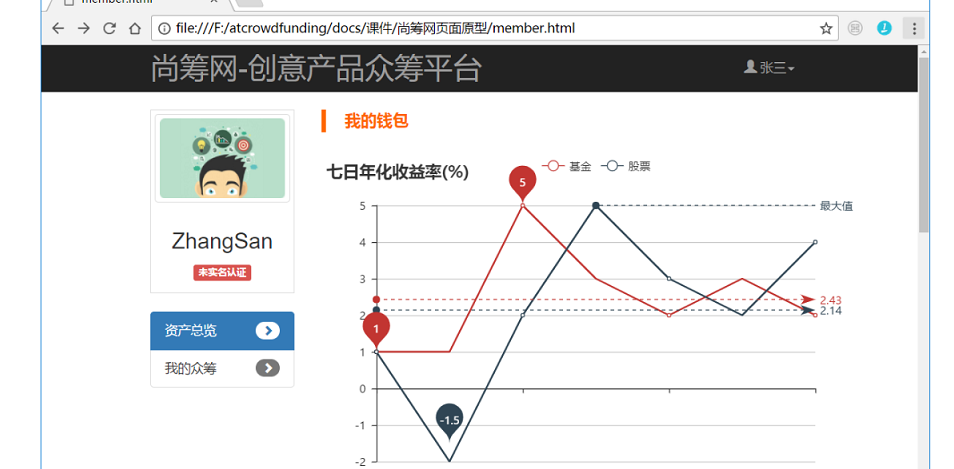 member.html
file:///F:/atcrowdfunding/docs/课件/尚筹网页面原型/member.html
尚筹网-创意产品众筹平台
张三
ZhangSan
未实名认证
资产总览
我的众筹
我的钱包
七日年化收益率(%)
基金 股票
5
5
最大值
4
3
2.43
2
2.14
1
1
0
-1.5
-1
-2